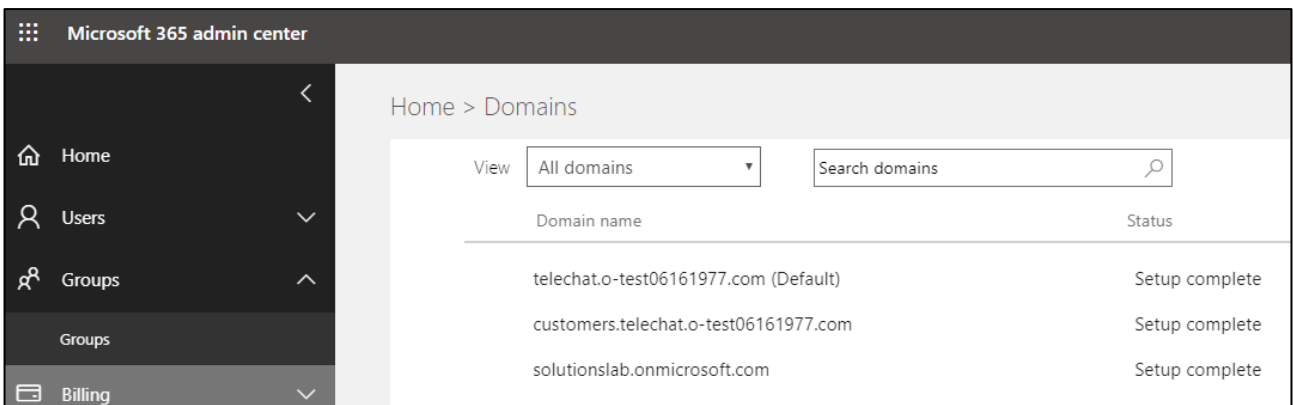 Microsoft 365 admin center
Home
Users
Groups
Groups
Billing
Home > Domains
View All domains Search domains
Domain name Status
telechat.o-test06161977.com (Default) Setup complete
customers.telechat.o-test06161977.com Setup complete
solutionslab.onmicrosoft.com Setup complete